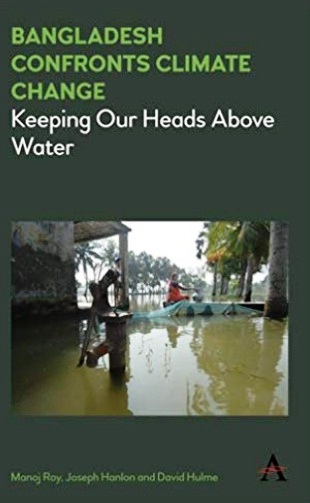 BANGLADESH
CONFRONTS CLIMATE
CHANGE
Keeping Our Heads Above
Water
Manoj Roy, Joseph Hanlon and David Hulme